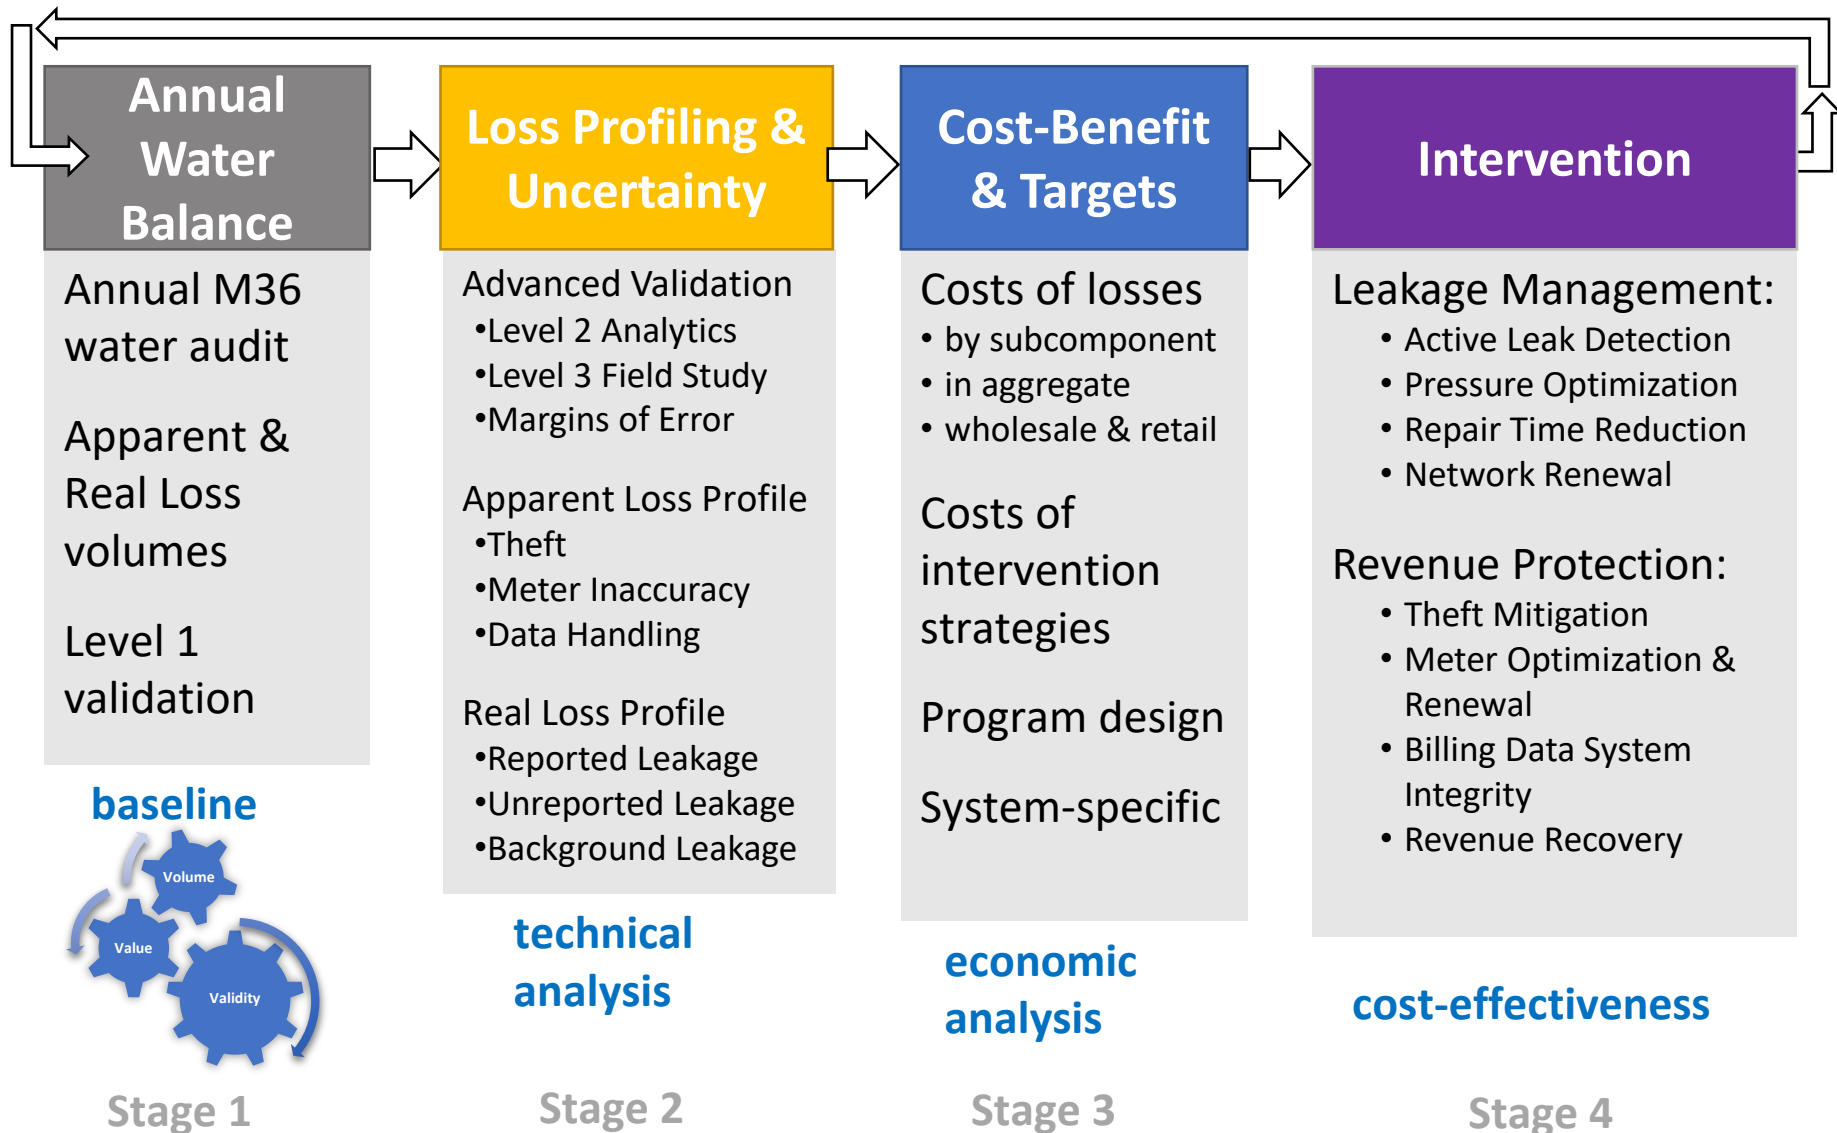 Annual
Water
Balance
Annual M36
water audit
Apparent &
Real Loss
volumes
Level 1
validation
baseline
Volume
Value
Validity
Stage 1
Loss Profiling &
Uncertainty
Advanced Validation
•Level 2 Analytics
•Level 3 Field Study
•Margins of Error
Apparent Loss Profile
•Theft
•Meter Inaccuracy
•Data Handling
Real Loss Profile
•Reported Leakage
•Unreported Leakage
•Background Leakage
technical
analysis
Stage 2
Cost-Benefit
& Targets
Costs of losses
• by subcomponent
• in aggregate
• wholesale & retail
Costs of
intervention
strategies
Program design
System-specific
economic
analysis
Stage 3
Intervention
Leakage Management:
• Active Leak Detection
• Pressure Optimization
• Repair Time Reduction
• Network Renewal
Revenue Protection:
• Theft Mitigation
• Meter Optimization &
Renewal
• Billing Data System
Integrity
• Revenue Recovery
cost-effectiveness
Stage 4